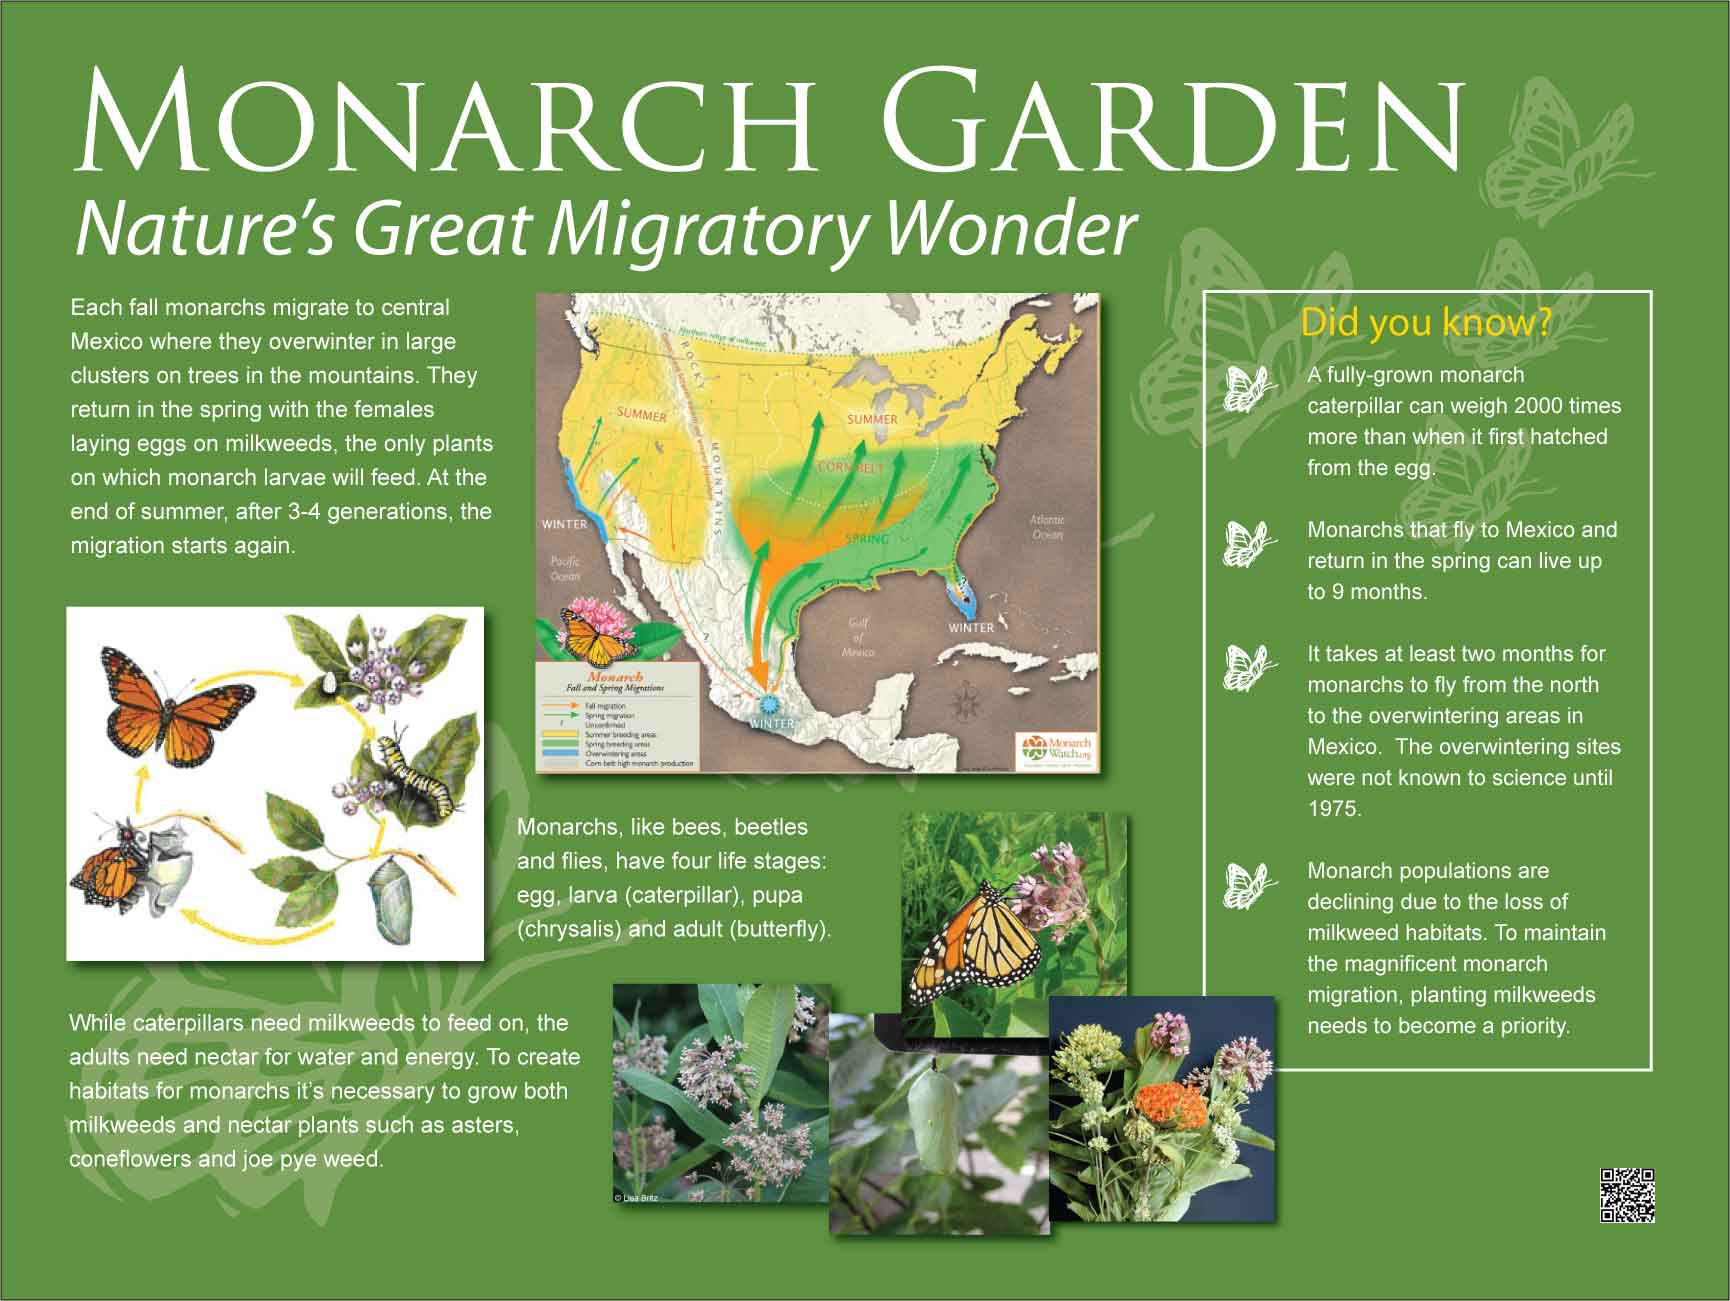 MONARCH GARDEN
Nature's Great Migratory Wonder
Each fall monarchs migrate to central
Mexico where they overwinter in large
clusters on trees in the mountains. They
return in the spring with the females
laying eggs on milkweeds, the only plants
on which monarch larvae will feed. At the
end of summer, after 3-4 generations, the
migration starts again.
Northern range of milkweed
ROCKY
MOUNTAINS
SUMMER
SUMMER
CORN BELT
SPRING
WINTER
Pacific
Ocean
Atlantic
Ocean
Gulf
of
Mexico
WINTER
?
WINTER
Monarch
Fall and Spring Migrations
Fall migration
Spring migration
? Unconfirmed
Summer breeding areas
Spring breeding areas
Overwintering areas
Corn belt high monarch production
Monarch
Watch.org
Monarchs, like bees, beetles
and flies, have four life stages:
egg, larva (caterpillar), pupa
(chrysalis) and adult (butterfly).
While caterpillars need milkweeds to feed on, the
adults need nectar for water and energy. To create
habitats for monarchs it's necessary to grow both
milkweeds and nectar plants such as asters,
coneflowers and joe pye weed.
© Lisa Britz
Did you know?
A fully-grown monarch
caterpillar can weigh 2000 times
more than when it first hatched
from the egg.
Monarchs that fly to Mexico and
return in the spring can live up
to 9 months.
It takes at least two months for
monarchs to fly from the north
to the overwintering areas in
Mexico.  The overwintering sites
were not known to science until
1975.
Monarch populations are
declining due to the loss of
milkweed habitats. To maintain
the magnificent monarch
migration, planting milkweeds
needs to become a priority.